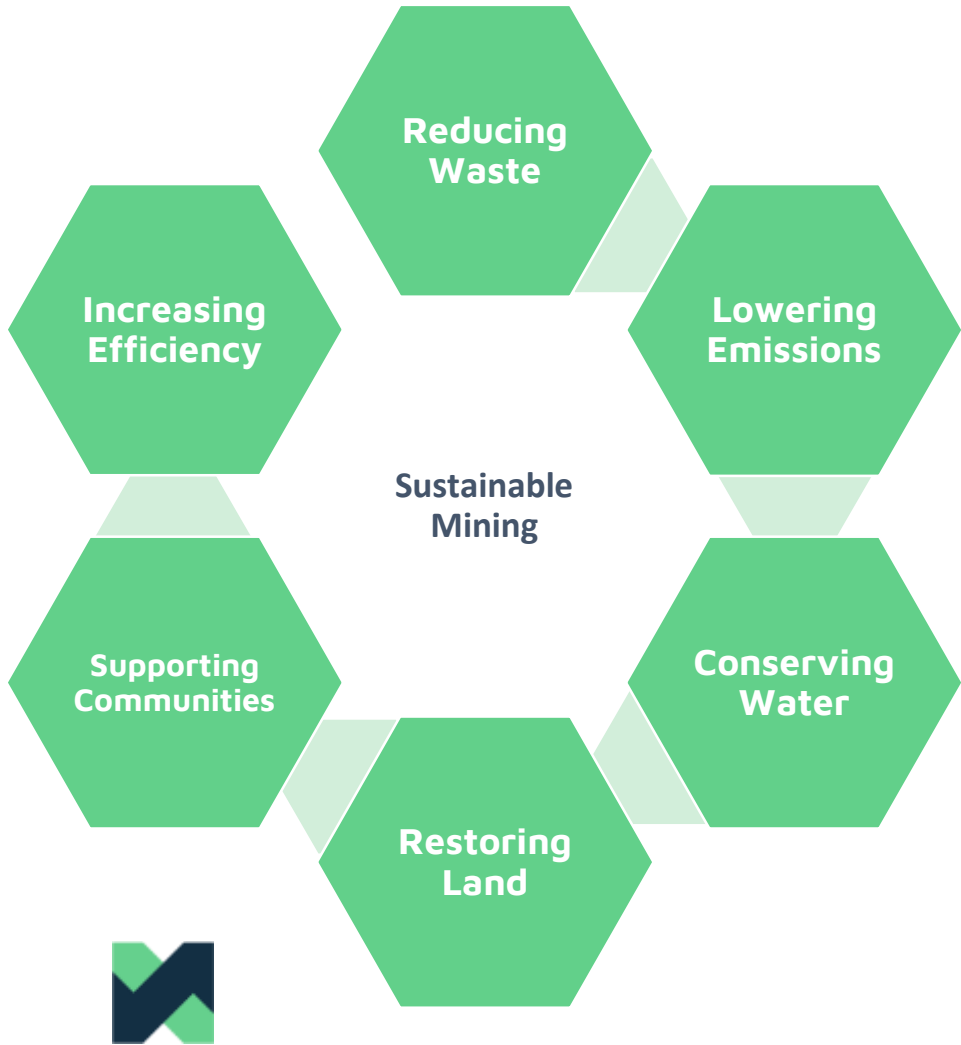 Reducing
Waste
Lowering
Emissions
Conserving
Water
Restoring
Land
Supporting
Communities
Increasing
Efficiency
Sustainable
Mining